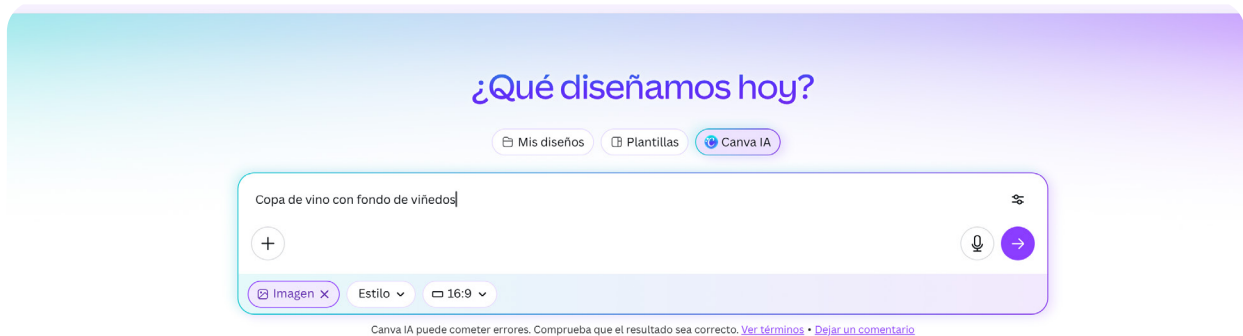 ¿Qué diseñamos hoy?
Mis diseños Plantillas Canva IA
Copa de vino con fondo de viñedos
Imagen Estilo 16:9
Canva IA puede cometer errores. Comprueba que el resultado sea correcto. Ver términos • Dejar un comentario